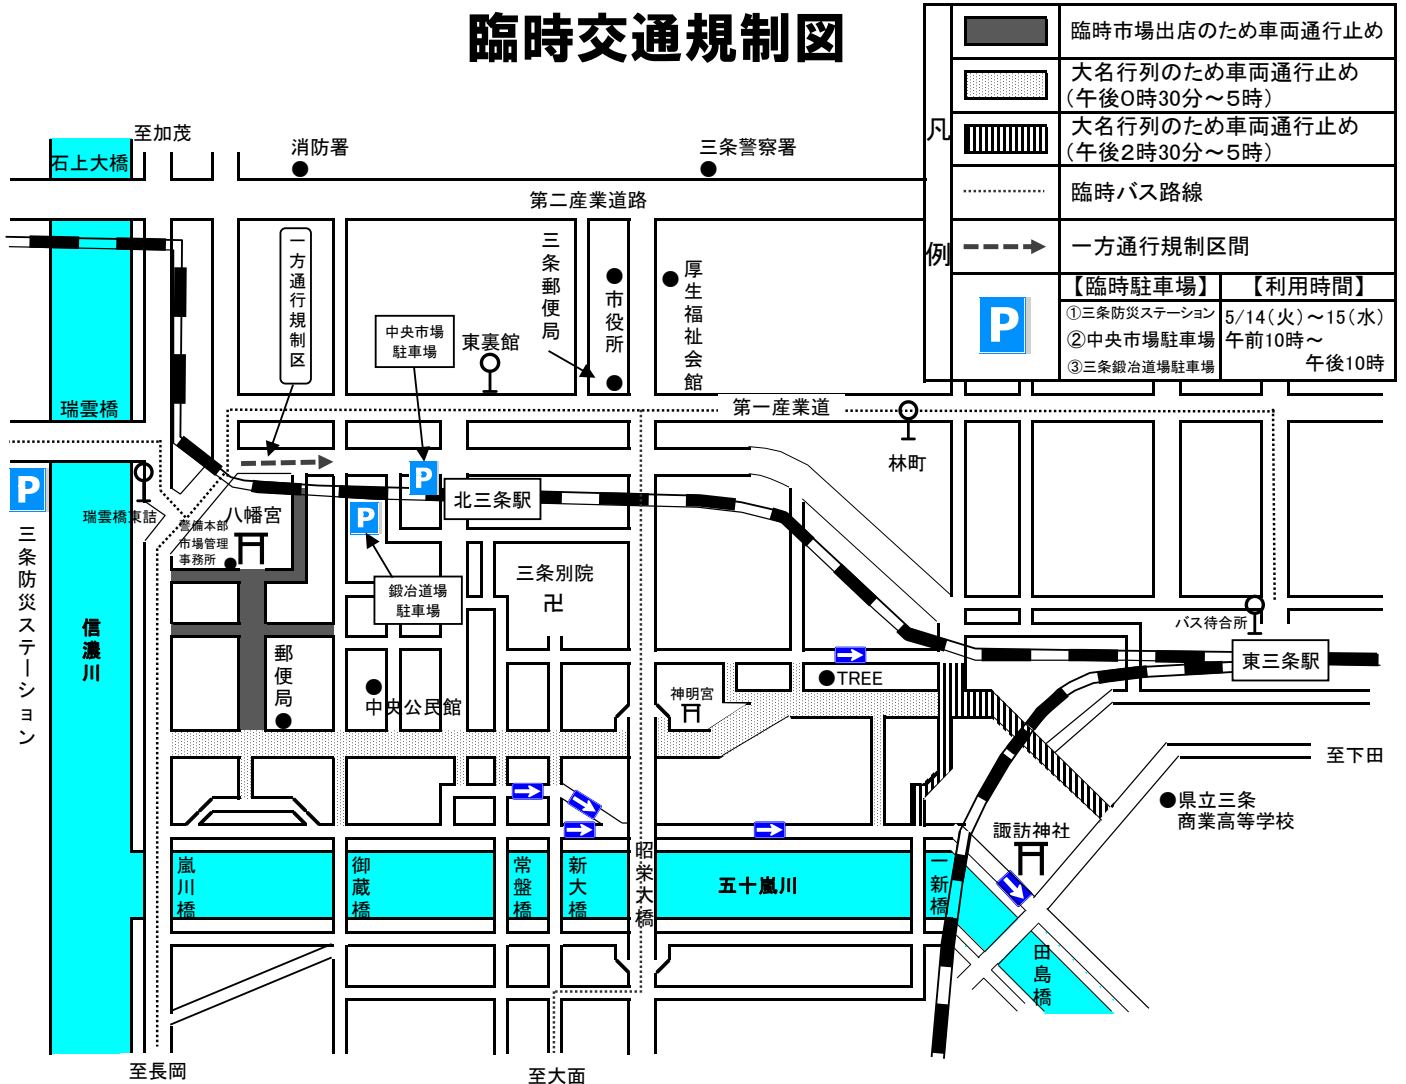 臨時交通規制図
凡例
臨時市場出店のため車両通行止め
大名行列のため車両通行止め
(午後0時30分~5時)
大名行列のため車両通行止め
(午後2時30分~5時)
臨時バス路線
一方通行規制区間
P
【臨時駐車場】
【利用時間】
①三条防災ステーション
②中央市場駐車場
③三条鍛冶道場駐車場
5/14(火)~15(水)
午前10時~
午後10時
至加茂
石上大橋
消防署
三条警察署
第二産業道路
一方通行規制区
中央市場
駐車場
東裏館
三条郵便局
市役所
厚生福祉会館
瑞雲橋
第一産業道
林町
P
P
P
北三条駅
瑞雲橋東詰
八幡宮
警備本部
市場管理
事務所
三条防災ステーション
鍛冶道場
駐車場
三条別院
卍
信濃川
バス待合所
東三条駅
郵便局
中央公民館
神明宮
TREE
至下田
県立三条
商業高等学校
諏訪神社
嵐川橋
御蔵橋
常盤橋
新大橋
昭栄大橋
五十嵐川
一新橋
田島橋
至長岡
至大面